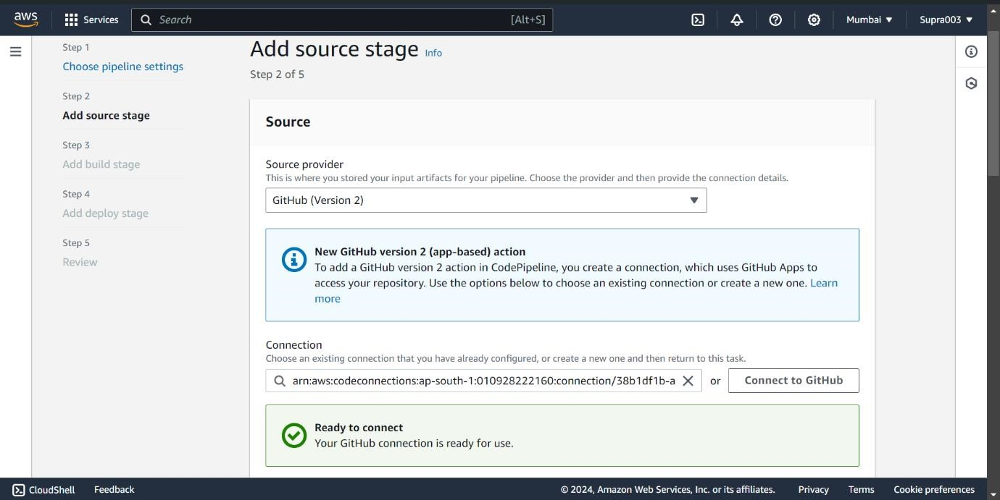 aws
Services
Search
[Alt+S]
Mumbai
Supra003
Step 1
Choose pipeline settings
Step 2
Add source stage
Step 3
Add build stage
Step 4
Add deploy stage
Step 5
Review
Add source stage Info
Step 2 of 5
Source
Source provider
This is where you stored your input artifacts for your pipeline. Choose the provider and then provide the connection details.
GitHub (Version 2)
New GitHub version 2 (app-based) action
To add a GitHub version 2 action in CodePipeline, you create a connection, which uses GitHub Apps to
access your repository. Use the options below to choose an existing connection or create a new one. Learn
more
Connection
Choose an existing connection that you have already configured, or create a new one and then return to this task.
arn:aws:codeconnections:ap-south-1:010928222160:connection/38b1df1b-a
or
Connect to GitHub
Ready to connect
Your GitHub connection is ready for use.
CloudShell
Feedback
© 2024, Amazon Web Services, Inc. or its affiliates.
Privacy
Terms
Cookie preferences